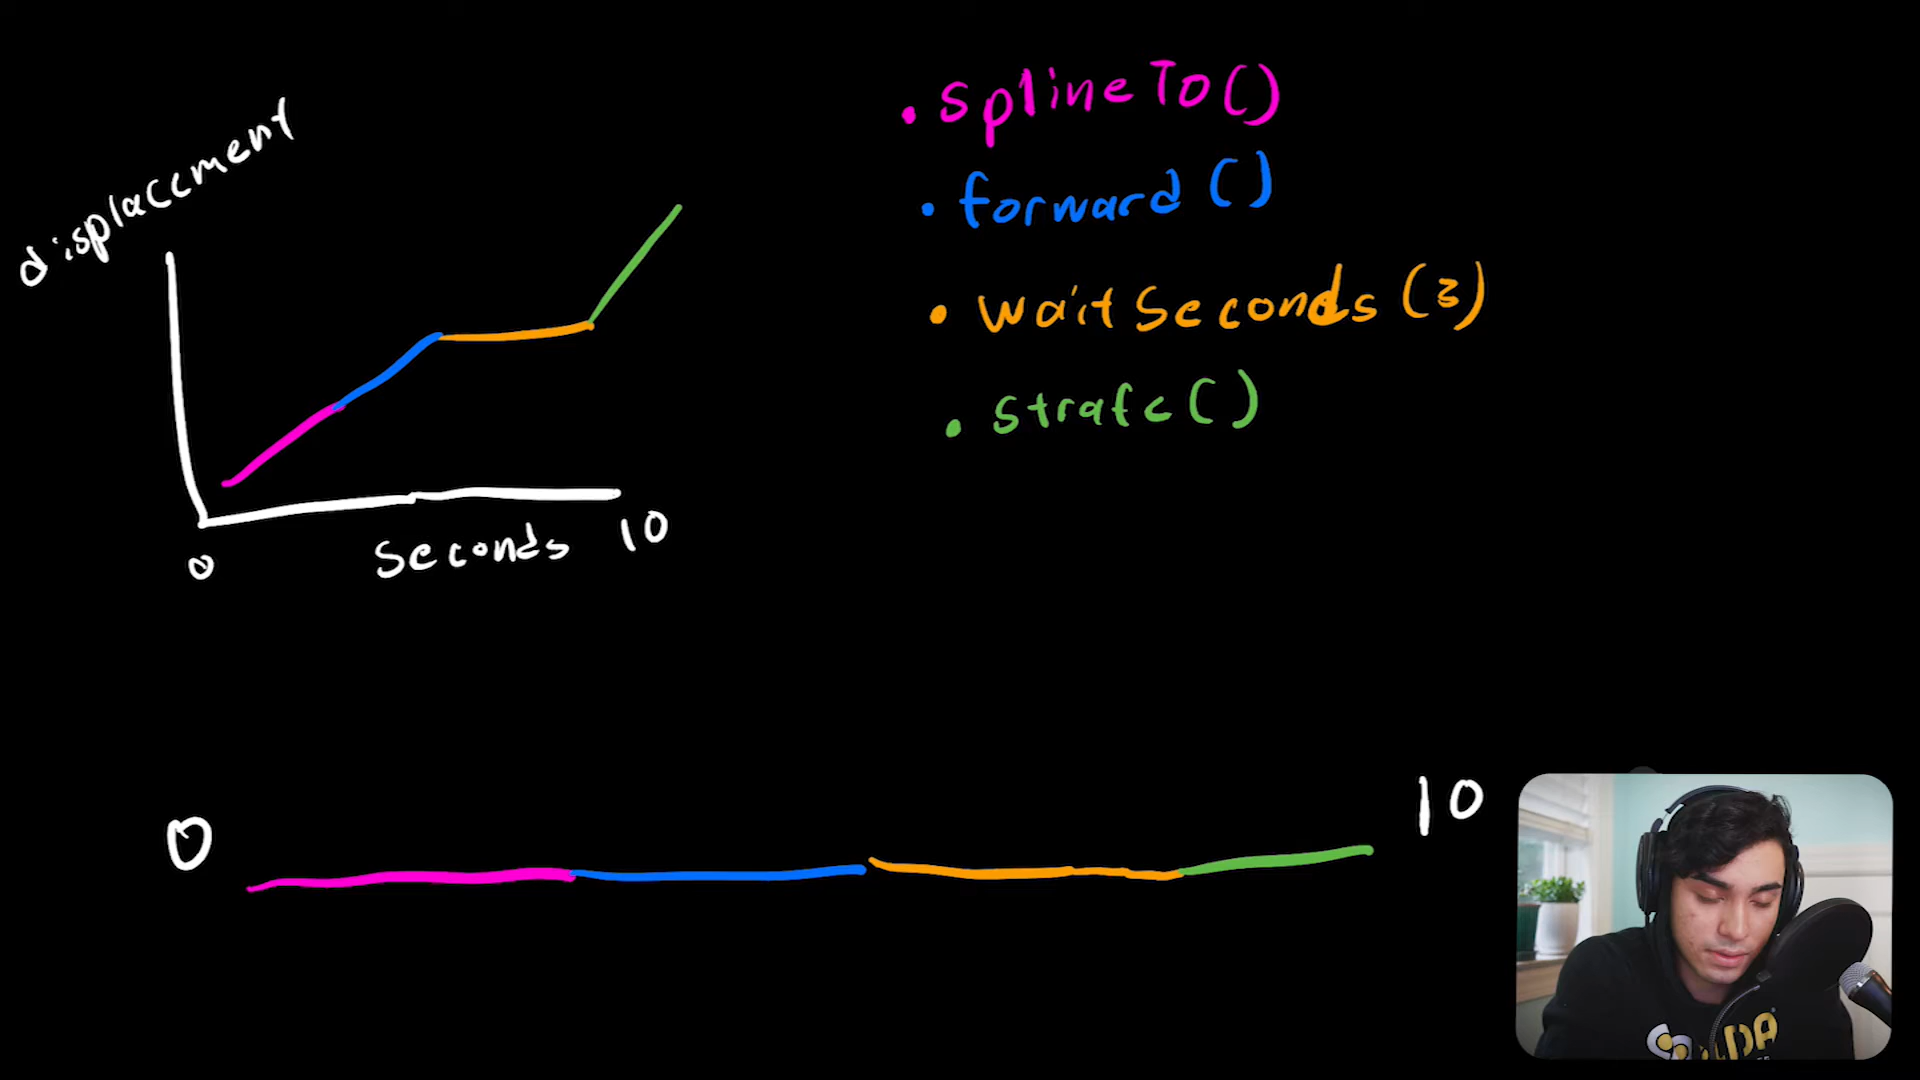 displacement
0
Seconds
10
• splineTo()
• forward()
• waitSeconds(3)
• strafe()
0
10